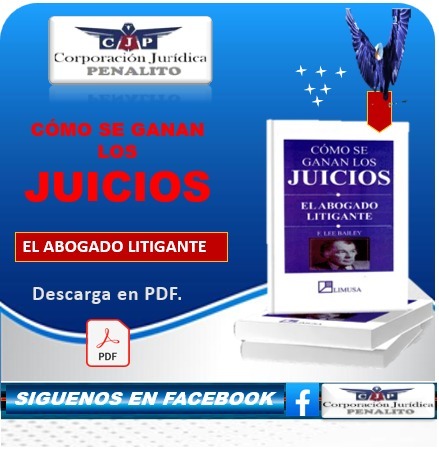 CJP
Corporación Jurídica
PENALITO
CÓMO SE GANAN
LOS
JUICIOS
EL ABOGADO LITIGANTE
Descarga en PDF.
PDF
CÓMO SE
GANAN LOS
JUICIOS
EL ABOGADO
LITIGANTE
F. LEE BAILEY
LIMUSA
SIGUENOS EN FACEBOOK
f
CJP
Corporación Jurídica
PENALITO